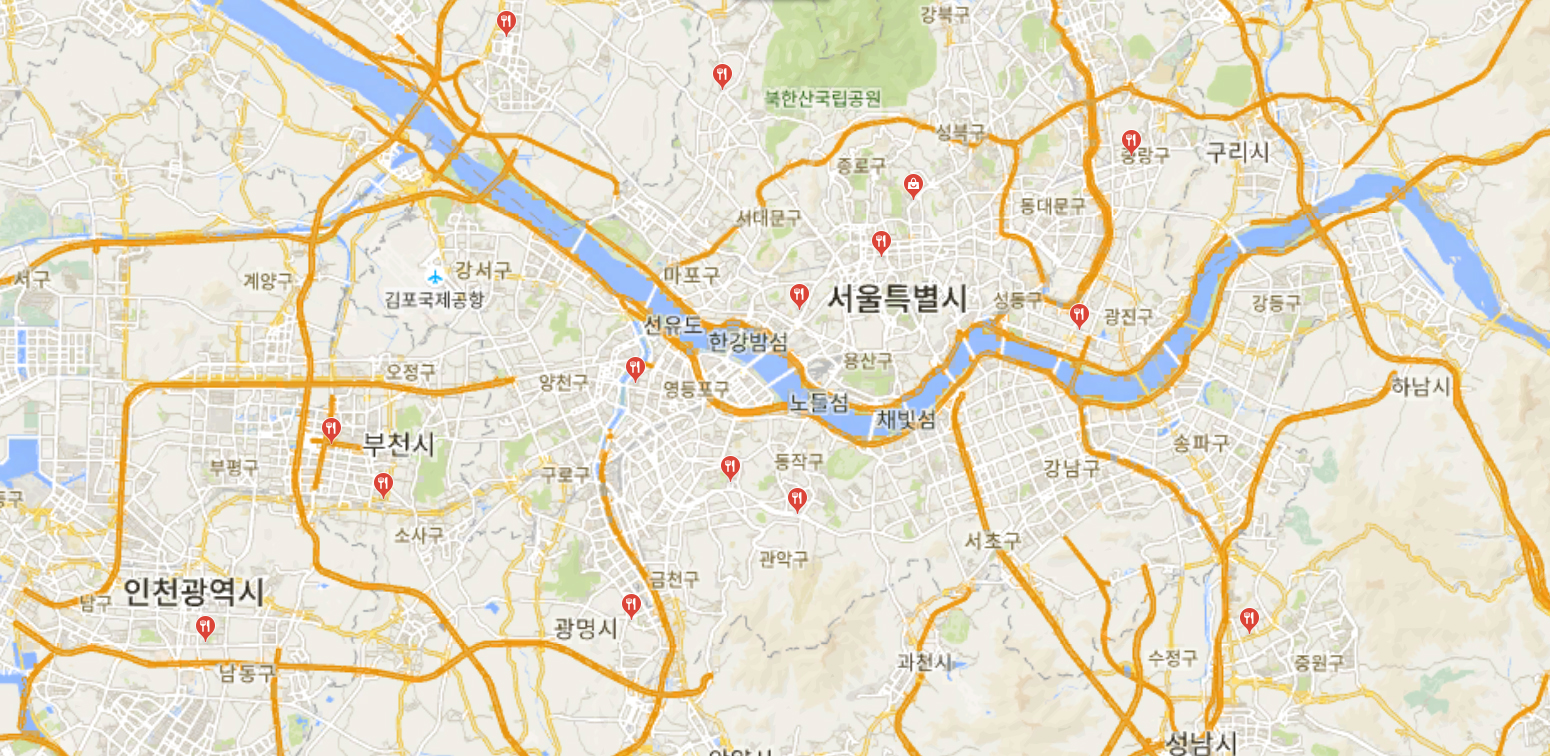 강북구
북한산국립공원
성북구
구리시
종로구
동대문구
서대문구
서구
계양구
강서구
마포구
김포국제공항
서울특별시
성동구
강동구
광진구
선유도
한강밤섬
용산구
오정구
양천구
영등포구
하남시
노들섬
채빛섬
부천시
송파구
부평구
구로구
동작구
강남구
소사구
서초구
관악구
금천구
인천광역시
남구
광명시
과천시
수정구
중원구
남동구
성남시